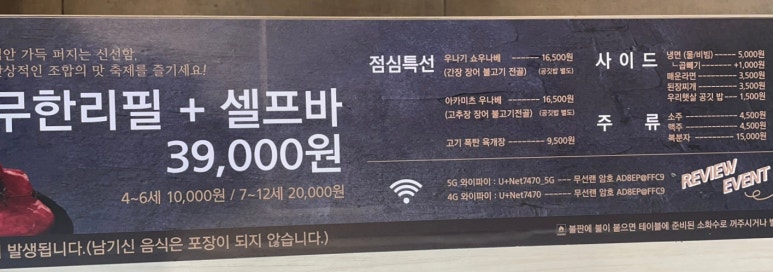 안 가득 퍼지는 신선함,
상적인 조합의 맛 축제를 즐기세요!
무한리필 + 셀프바
39,000원
4~6세 10,000원 / 7~12세 20,000원
발생됩니다.(남기신 음식은 포장이 되지 않습니다.)
점심특선
우나기 쇼우나베 16,500원
(간장 장어 불고기 전골) (공깃밥 별도)
아카미츠 우나베 16,500원
(고추장 장어 불고기전골) (공깃밥 별도)
고기 폭탄 육개장 9,500원
사이드
냉면 (물/비빔) 5,000원
느곱빼기 +1,000원
매운라면 3,500원
된장찌개 3,500원
우리햇살 공깃 밥 1,500원
주류
소주 4,500원
맥주 4,500원
복분자 15,000원
5G 와이파이 : U+Net7470_5G 무선랜 암호 AD8EP@FFC9
4G 와이파이 : U+Net7470 무선랜 암호 AD8EP@FFC9
REVIEW
EVENT
불판에 불이 붙으면 테이블에 준비된 소화수로 꺼주시거나